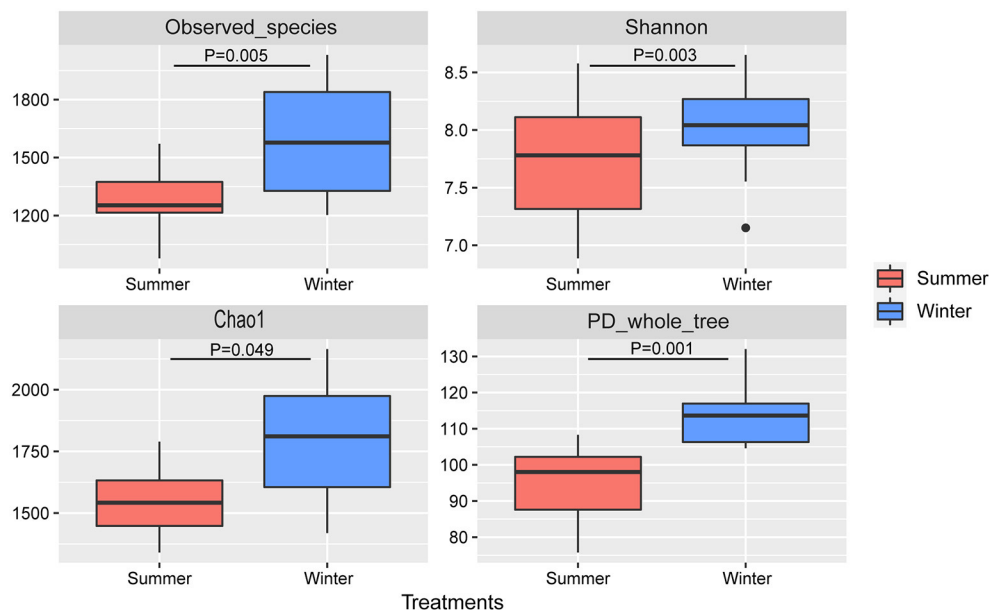 Observed_species
P=0.005
1800
1500
1200
Summer Winter
Shannon
P=0.003
8.5
8.0
7.5
7.0
Summer Winter
Chao1
P=0.049
2000
1750
1500
Summer Winter
PD_whole_tree
P=0.001
130
120
110
100
90
80
Summer Winter
Treatments
Summer
Winter